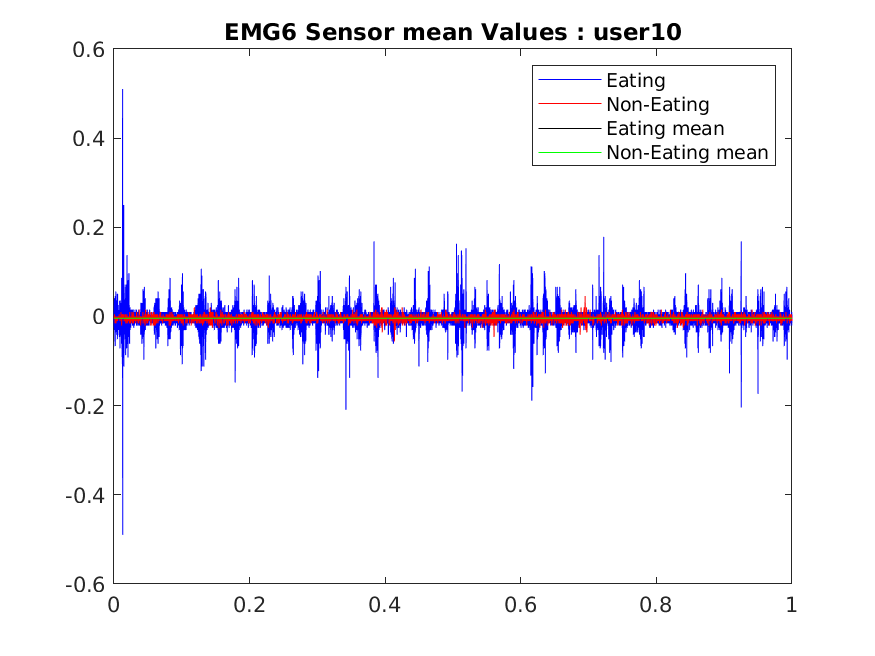 EMG6 Sensor mean Values : user10
0.6
0.4
0.2
0
-0.2
-0.4
-0.6
Eating
Non-Eating
Eating mean
Non-Eating mean
0 0.2 0.4 0.6 0.8 1